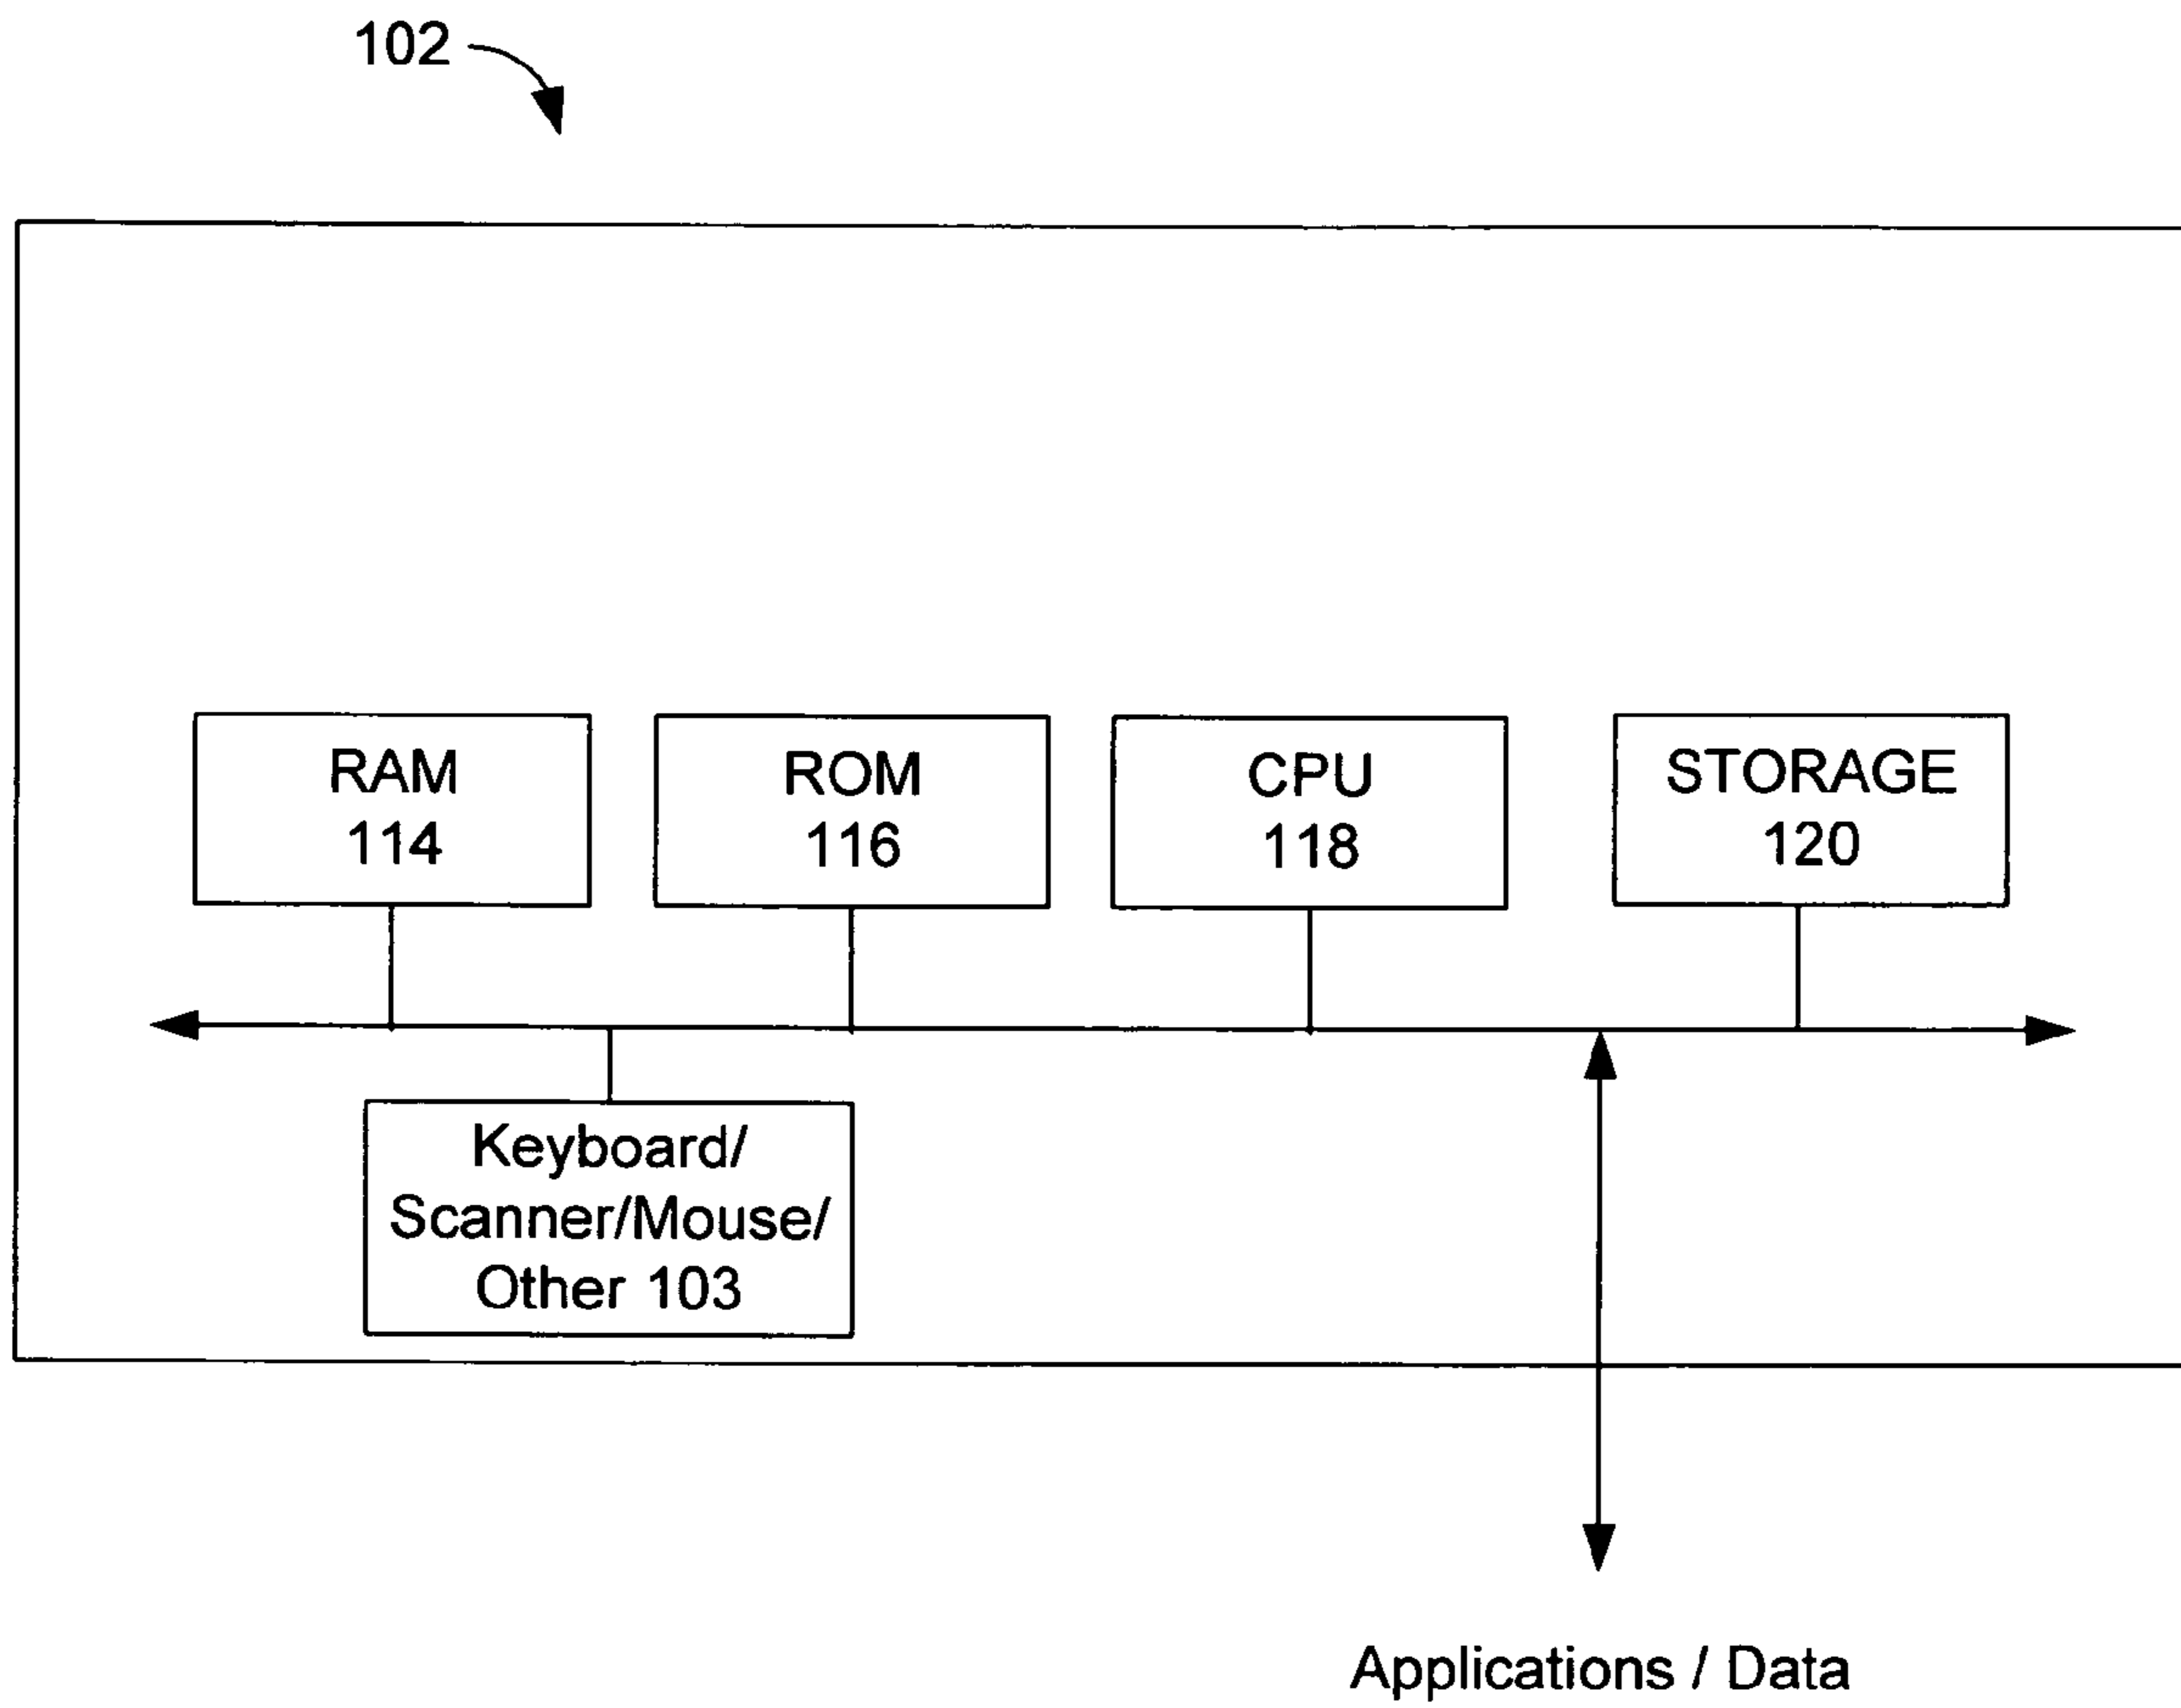 102
RAM
114
ROM
116
CPU
118
STORAGE
120
Keyboard/
Scanner/Mouse/
Other 103
Applications / Data